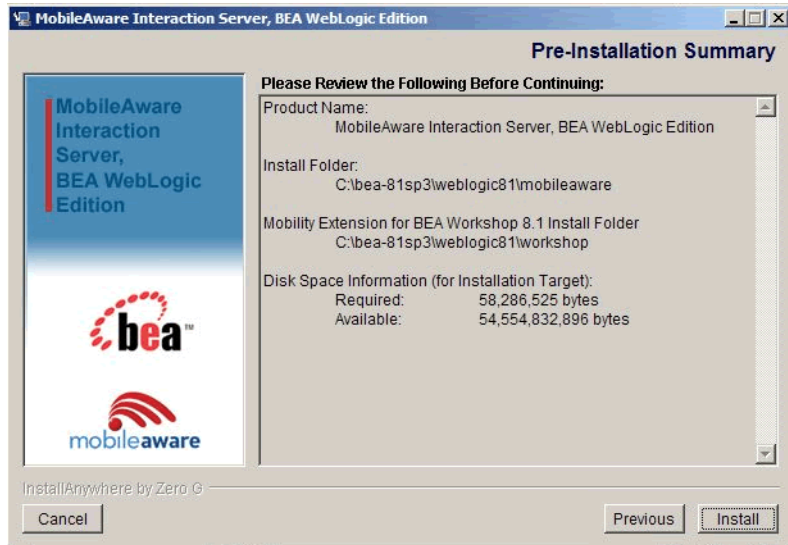 MobileAware Interaction Server, BEA WebLogic Edition
Pre-Installation Summary
MobileAware
Interaction
Server,
BEA WebLogic
Edition
bea™
mobileaware
Please Review the Following Before Continuing:
Product Name:
MobileAware Interaction Server, BEA WebLogic Edition
Install Folder:
C:\bea-81sp3\weblogic81\mobileaware
Mobility Extension for BEA Workshop 8.1 Install Folder
C:\bea-81sp3\weblogic81\workshop
Disk Space Information (for Installation Target):
Required: 58,286,525 bytes
Available: 54,554,832,896 bytes
InstallAnywhere by Zero G
Cancel Previous Install